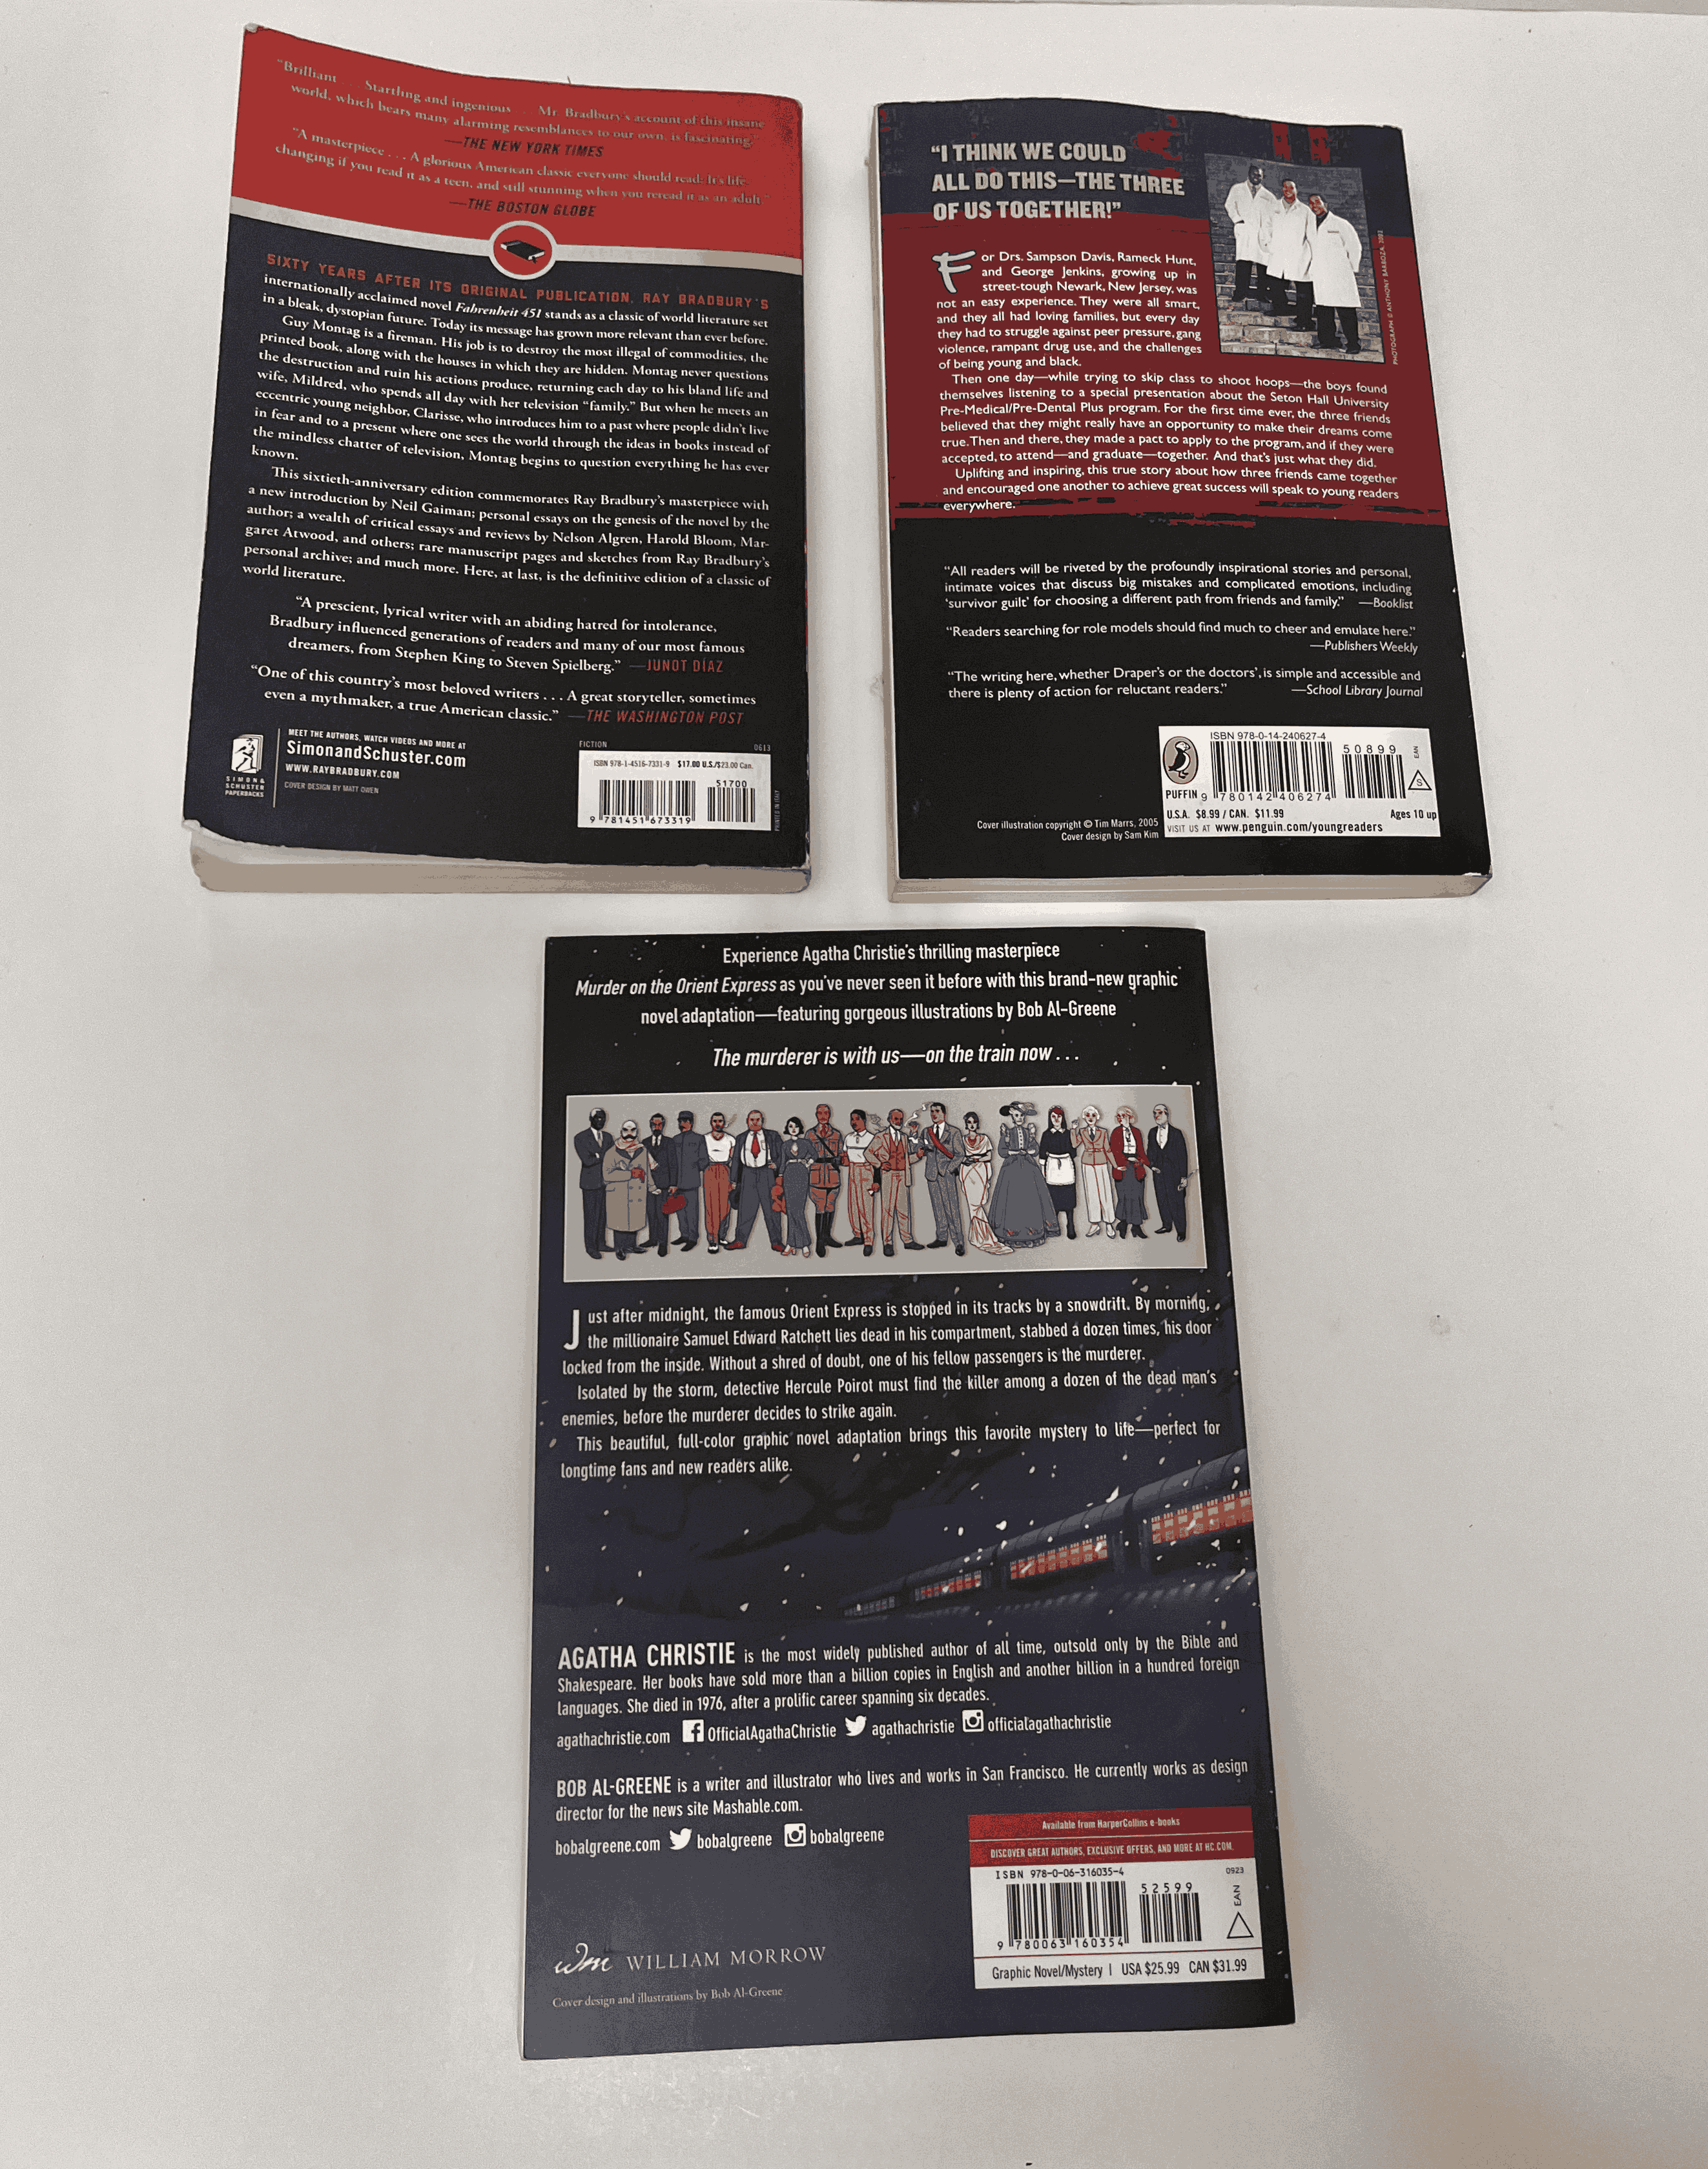 "Brilliant . . . Startling and ingenious . . . Mr. Bradbury's account of this insane
world, which bears many alarming resemblances to our own, is fascinating."
—THE NEW YORK TIMES
"A masterpiece . . . A glorious American classic everyone should read: It's life-
changing if you read it as a teen, and still stunning when you reread it as an adult."
—THE BOSTON GLOBE
SIXTY YEARS AFTER ITS ORIGINAL PUBLICATION, RAY BRADBURY'S
internationally acclaimed novel Fahrenheit 451 stands as a classic of world literature set
in a bleak, dystopian future. Today its message has grown more relevant than ever before.
Guy Montag is a fireman. His job is to destroy the most illegal of commodities, the
printed book, along with the houses in which they are hidden. Montag never questions
the destruction and ruin his actions produce, returning each day to his bland life and
wife, Mildred, who spends all day with her television "family." But when he meets an
eccentric young neighbor, Clarisse, who introduces him to a past where people didn't live
in fear and to a present where one sees the world through the ideas in books instead of
the mindless chatter of television, Montag begins to question everything he has ever
known.
This sixtieth-anniversary edition commemorates Ray Bradbury's masterpiece with
a new introduction by Neil Gaiman; personal essays on the genesis of the novel by the
author; a wealth of critical essays and reviews by Nelson Algren, Harold Bloom, Mar-
garet Atwood, and others; rare manuscript pages and sketches from Ray Bradbury's
personal archive; and much more. Here, at last, is the definitive edition of a classic of
world literature.
"A prescient, lyrical writer with an abiding hatred for intolerance,
Bradbury influenced generations of readers and many of our most famous
dreamers, from Stephen King to Steven Spielberg." —JUNOT DÍAZ
"One of this country's most beloved writers . . . A great storyteller, sometimes
even a mythmaker, a true American classic." —THE WASHINGTON POST
MEET THE AUTHORS, WATCH VIDEOS AND MORE AT
SimonandSchuster.com
WWW.RAYBRADBURY.COM
COVER DESIGN BY MATT OWEN
SIMON &
SCHUSTER
PAPERBACKS
FICTION 0613
ISBN 978-1-4516-7331-9 $17.00 U.S./$23.00 Can.
51700
9 781451 673319
PRINTED IN ITALY
"I THINK WE COULD
ALL DO THIS—THE THREE
OF US TOGETHER!"
For Drs. Sampson Davis, Rameck Hunt,
and George Jenkins, growing up in
street-tough Newark, New Jersey, was
not an easy experience. They were all smart,
and they all had loving families, but every day
they had to struggle against peer pressure, gang
violence, rampant drug use, and the challenges
of being young and black.
PHOTOGRAPH © ANTHONY BARBOZA, 2002
Then one day—while trying to skip class to shoot hoops—the boys found
themselves listening to a special presentation about the Seton Hall University
Pre-Medical/Pre-Dental Plus program. For the first time ever, the three friends
believed that they might really have an opportunity to make their dreams come
true. Then and there, they made a pact to apply to the program, and if they were
accepted, to attend—and graduate—together. And that's just what they did.
Uplifting and inspiring, this true story about how three friends came together
and encouraged one another to achieve great success will speak to young readers
everywhere.
"All readers will be riveted by the profoundly inspirational stories and personal,
intimate voices that discuss big mistakes and complicated emotions, including
'survivor guilt' for choosing a different path from friends and family." —Booklist
"Readers searching for role models should find much to cheer and emulate here."
—Publishers Weekly
"The writing here, whether Draper's or the doctors', is simple and accessible and
there is plenty of action for reluctant readers." —School Library Journal
ISBN 978-0-14-240627-4
50899
EAN
PUFFIN 9 780142 406274
U.S.A. $8.99 / CAN. $11.99 Ages 10 up
VISIT US AT www.penguin.com/youngreaders
Cover illustration copyright © Tim Marrs, 2005
Cover design by Sam Kim
Experience Agatha Christie's thrilling masterpiece
Murder on the Orient Express as you've never seen it before with this brand-new graphic
novel adaptation—featuring gorgeous illustrations by Bob Al-Greene
The murderer is with us—on the train now . . .
Just after midnight, the famous Orient Express is stopped in its tracks by a snowdrift. By morning,
the millionaire Samuel Edward Ratchett lies dead in his compartment, stabbed a dozen times, his door
locked from the inside. Without a shred of doubt, one of his fellow passengers is the murderer.
Isolated by the storm, detective Hercule Poirot must find the killer among a dozen of the dead man's
enemies, before the murderer decides to strike again.
This beautiful, full-color graphic novel adaptation brings this favorite mystery to life—perfect for
longtime fans and new readers alike.
AGATHA CHRISTIE is the most widely published author of all time, outsold only by the Bible and
Shakespeare. Her books have sold more than a billion copies in English and another billion in a hundred foreign
languages. She died in 1976, after a prolific career spanning six decades.
agathachristie.com OfficialAgathaChristie agathachristie officialagathachristie
BOB AL-GREENE is a writer and illustrator who lives and works in San Francisco. He currently works as design
director for the news site Mashable.com.
bobalgreene.com bobalgreene bobalgreene
Available from HarperCollins e-books
DISCOVER GREAT AUTHORS, EXCLUSIVE OFFERS, AND MORE AT HC.COM.
ISBN 978-0-06-316035-4 0923
52599
EAN
9 780063 160354
Graphic Novel/Mystery | USA $25.99 CAN $31.99
wm WILLIAM MORROW
Cover design and illustrations by Bob Al-Greene